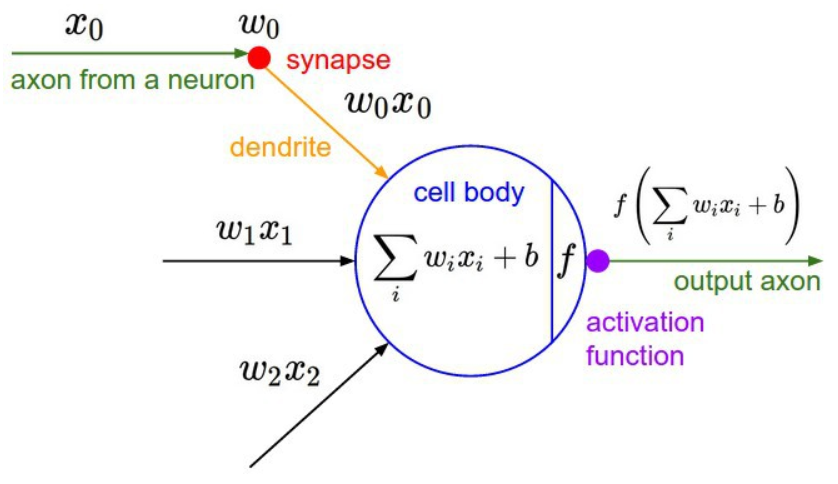 x₀
w₀
synapse
axon from a neuron
w₀x₀
dendrite
cell body
f(∑ᵢ wᵢxᵢ + b)
w₁x₁
∑ᵢ wᵢxᵢ + b
f
output axon
activation
function
w₂x₂